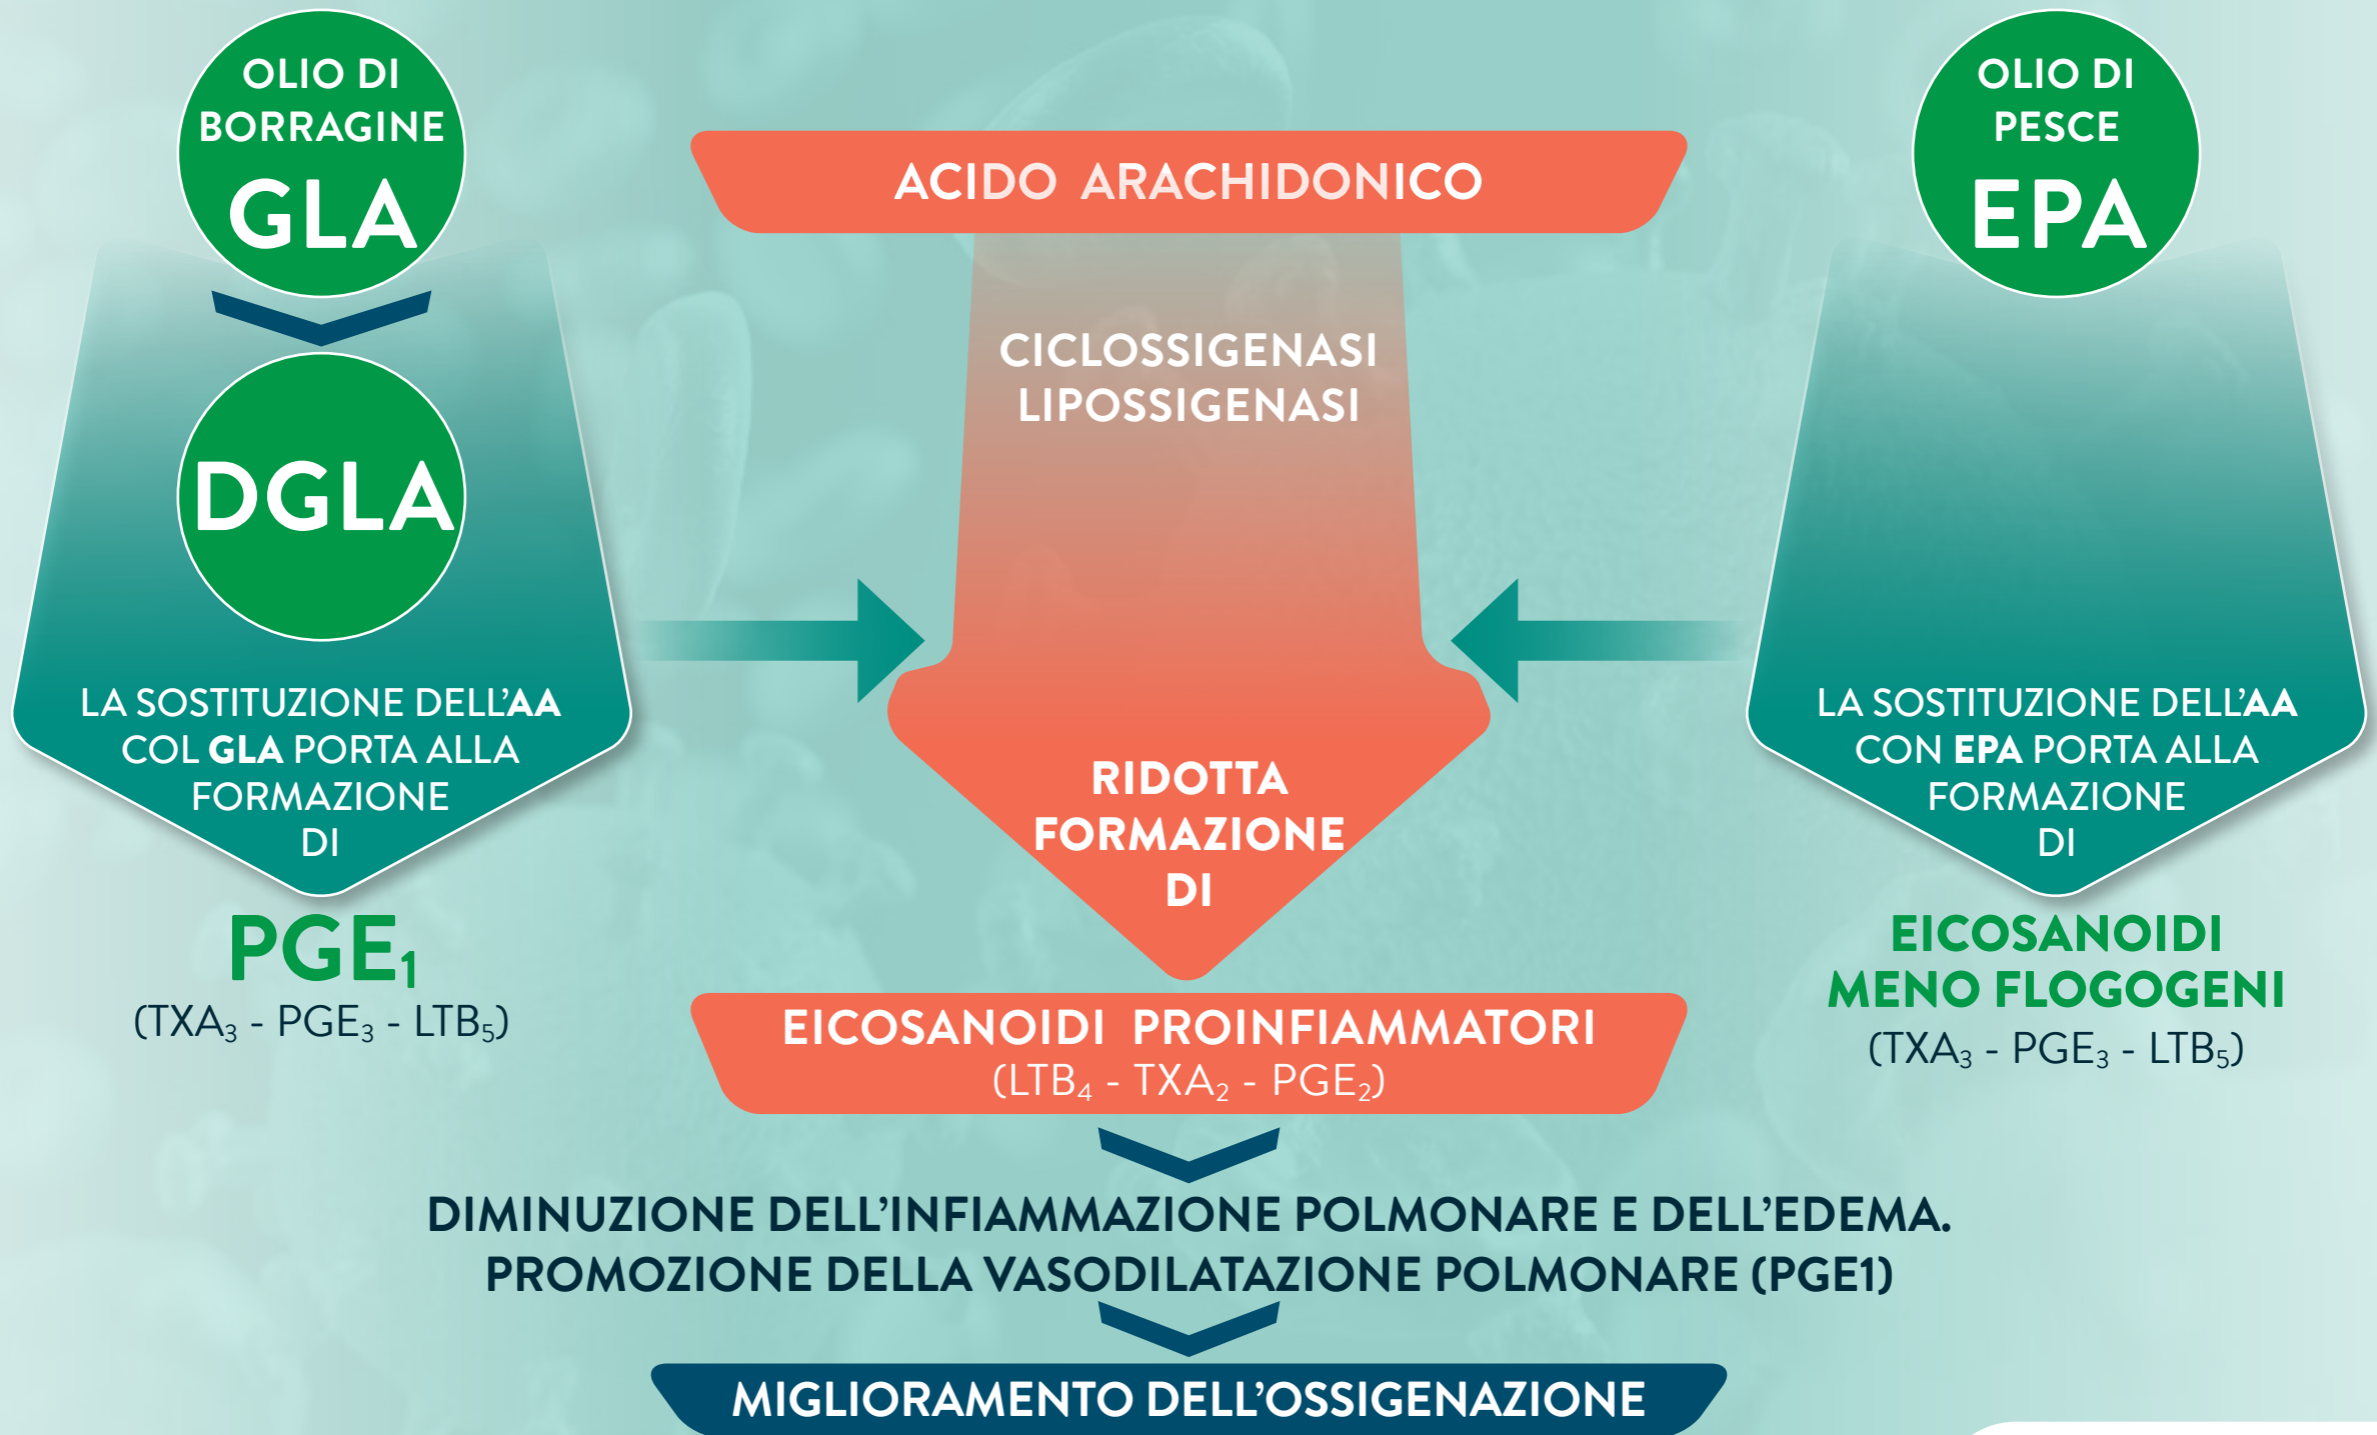 OLIO DI
BORRAGINE
GLA
DGLA
LA SOSTITUZIONE DELL'AA
COL GLA PORTA ALLA
FORMAZIONE
DI
PGE₁
(TXA₃ - PGE₃ - LTB₅)
ACIDO ARACHIDONICO
CICLOSSIGENASI
LIPOSSIGENASI
RIDOTTA
FORMAZIONE
DI
EICOSANOIDI PROINFIAMMATORI
(LTB₄ - TXA₂ - PGE₂)
OLIO DI
PESCE
EPA
LA SOSTITUZIONE DELL'AA
CON EPA PORTA ALLA
FORMAZIONE
DI
EICOSANOIDI
MENO FLOGOGENI
(TXA₃ - PGE₃ - LTB₅)
DIMINUZIONE DELL'INFIAMMAZIONE POLMONARE E DELL'EDEMA.
PROMOZIONE DELLA VASODILATAZIONE POLMONARE (PGE1)
MIGLIORAMENTO DELL'OSSIGENAZIONE